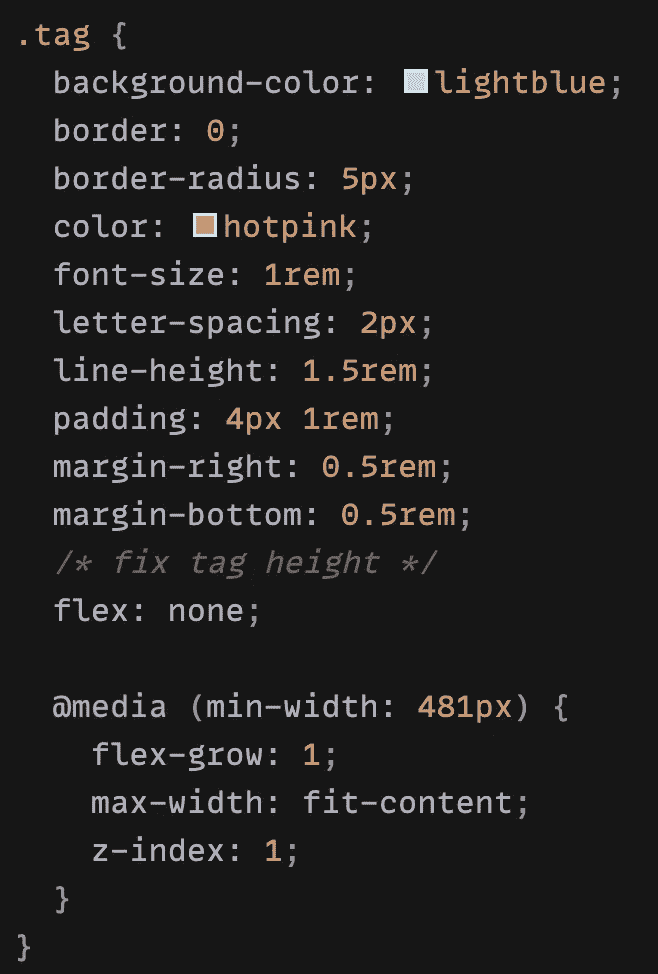 .tag {
  background-color: lightblue;
  border: 0;
  border-radius: 5px;
  color: hotpink;
  font-size: 1rem;
  letter-spacing: 2px;
  line-height: 1.5rem;
  padding: 4px 1rem;
  margin-right: 0.5rem;
  margin-bottom: 0.5rem;
  /* fix tag height */
  flex: none;

  @media (min-width: 481px) {
    flex-grow: 1;
    max-width: fit-content;
    z-index: 1;
  }
}